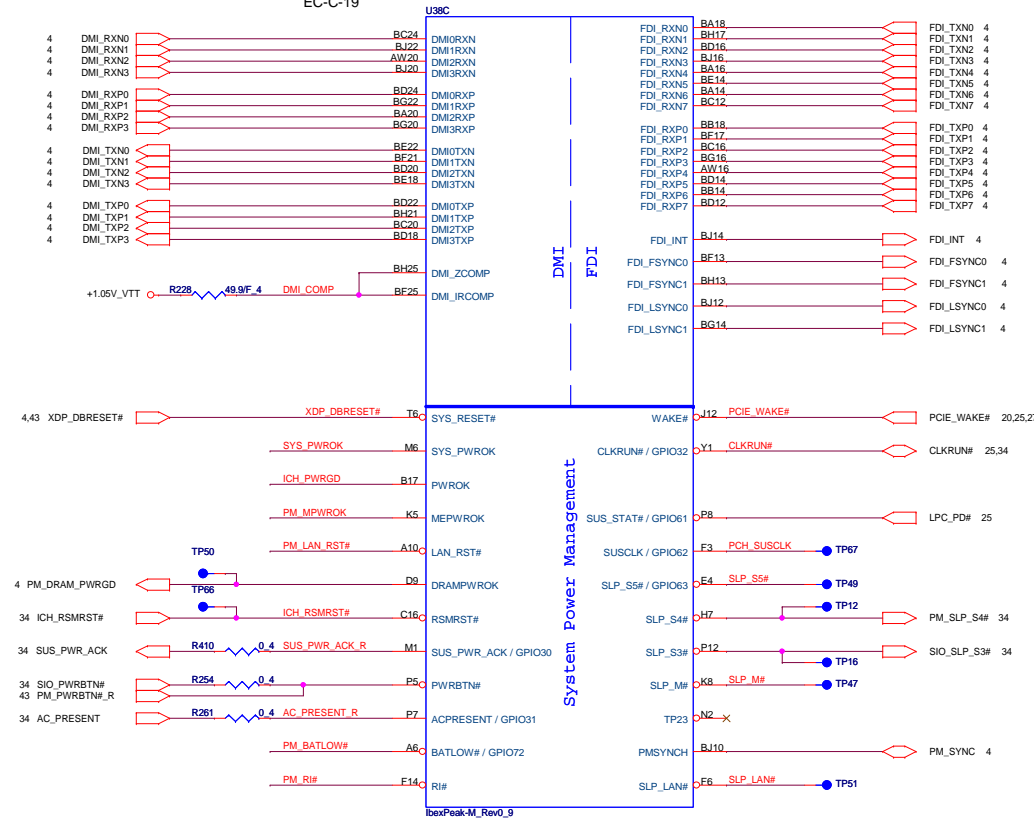 EC-C-19
U38C
4 DMI_RXN0 BC24 DMI0RXN FDI_RXN0 BA18 FDI_TXN0 4
4 DMI_RXN1 BJ22 DMI1RXN FDI_RXN1 BH17 FDI_TXN1 4
4 DMI_RXN2 AW20 DMI2RXN FDI_RXN2 BD16 FDI_TXN2 4
4 DMI_RXN3 BJ20 DMI3RXN FDI_RXN3 BJ16 FDI_TXN3 4
FDI_RXN4 BA16 FDI_TXN4 4
FDI_RXN5 BE14 FDI_TXN5 4
4 DMI_RXP0 BD24 DMI0RXP FDI_RXN6 BA14 FDI_TXN6 4
4 DMI_RXP1 BG22 DMI1RXP FDI_RXN7 BC12 FDI_TXN7 4
4 DMI_RXP2 BA20 DMI2RXP
4 DMI_RXP3 BG20 DMI3RXP FDI_RXP0 BB18 FDI_TXP0 4
FDI_RXP1 BF17 FDI_TXP1 4
4 DMI_TXN0 BE22 DMI0TXN FDI_RXP2 BC16 FDI_TXP2 4
4 DMI_TXN1 BF21 DMI1TXN FDI_RXP3 BG16 FDI_TXP3 4
4 DMI_TXN2 BD20 DMI2TXN FDI_RXP4 AW16 FDI_TXP4 4
4 DMI_TXN3 BE18 DMI3TXN FDI_RXP5 BD14 FDI_TXP5 4
FDI_RXP6 BB14 FDI_TXP6 4
4 DMI_TXP0 BD22 DMI0TXP FDI_RXP7 BD12 FDI_TXP7 4
4 DMI_TXP1 BH21 DMI1TXP
4 DMI_TXP2 BC20 DMI2TXP
4 DMI_TXP3 BD18 DMI3TXP FDI_INT BJ14 FDI_INT 4
DMI FDI
FDI_FSYNC0 BF13 FDI_FSYNC0 4
BH25 DMI_ZCOMP FDI_FSYNC1 BH13 FDI_FSYNC1 4
+1.05V_VTT R228 49.9/F_4 DMI_COMP BF25 DMI_IRCOMP
FDI_LSYNC0 BJ12 FDI_LSYNC0 4
FDI_LSYNC1 BG14 FDI_LSYNC1 4
4,43 XDP_DBRESET# XDP_DBRESET# T6 SYS_RESET# WAKE# J12 PCIE_WAKE# PCIE_WAKE# 20,25,27
SYS_PWROK M6 SYS_PWROK CLKRUN# / GPIO32 Y1 CLKRUN# CLKRUN# 25,34
System Power Management
ICH_PWRGD B17 PWROK
PM_MPWROK K5 MEPWROK SUS_STAT# / GPIO61 P8 LPC_PD# 25
PM_LAN_RST# A10 LAN_RST# SUSCLK / GPIO62 F3 PCH_SUSCLK TP67
TP50
4 PM_DRAM_PWRGD D9 DRAMPWROK SLP_S5# / GPIO63 E4 SLP_S5# TP49
TP66 TP12
34 ICH_RSMRST# ICH_RSMRST# C16 RSMRST# SLP_S4# H7 PM_SLP_S4# 34
34 SUS_PWR_ACK R410 0_4 SUS_PWR_ACK_R M1 SUS_PWR_ACK / GPIO30 SLP_S3# P12 SIO_SLP_S3# 34
TP16
34 SIO_PWRBTN# R254 0_4 P5 PWRBTN# SLP_M# K8 SLP_M# TP47
43 PM_PWRBTN#_R
34 AC_PRESENT R261 0_4 AC_PRESENT_R P7 ACPRESENT / GPIO31 TP23 N2
PM_BATLOW# A6 BATLOW# / GPIO72 PMSYNCH BJ10 PM_SYNC 4
PM_RI# F14 RI# SLP_LAN# F6 SLP_LAN# TP51
IbexPeak-M_Rev0_9